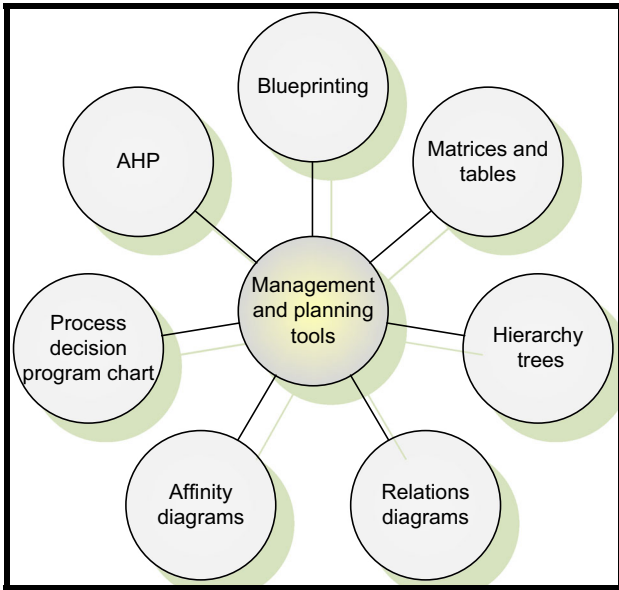 Blueprinting
AHP
Matrices and
tables
Management
and planning
tools
Process
decision
program chart
Hierarchy
trees
Affinity
diagrams
Relations
diagrams